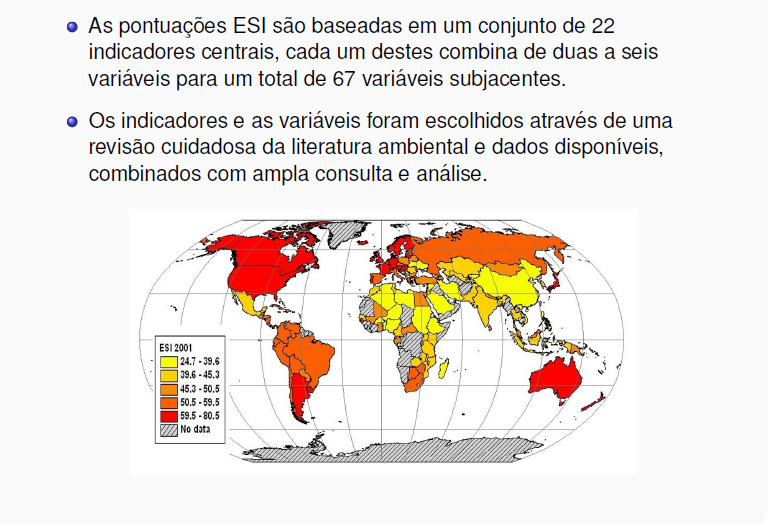 As pontuações ESI são baseadas em um conjunto de 22
indicadores centrais, cada um destes combina de duas a seis
variáveis para um total de 67 variáveis subjacentes.
Os indicadores e as variáveis foram escolhidos através de uma
revisão cuidadosa da literatura ambiental e dados disponíveis,
combinados com ampla consulta e análise.
ESI 2001
24.7 - 39.6
39.6 - 45.3
45.3 - 50.5
50.5 - 59.5
59.5 - 80.5
No data